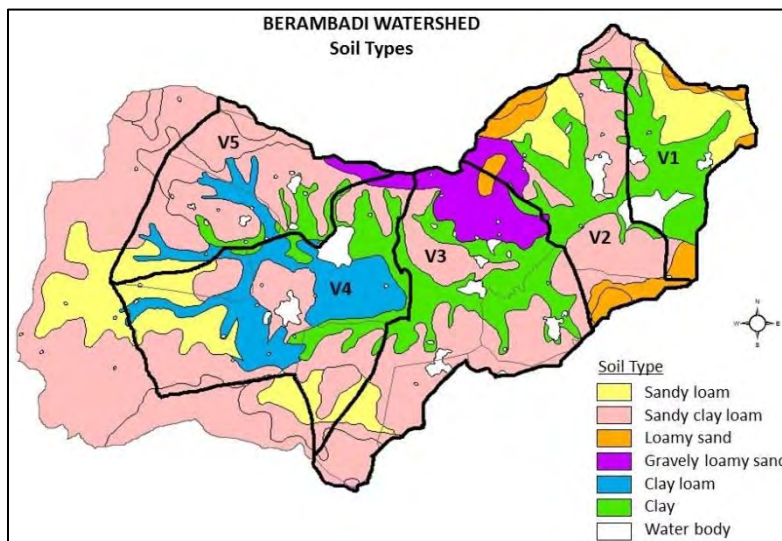 BERAMBADI WATERSHED
Soil Types
V5
V1
V2
V3
V4
N
W E
S
Soil Type
Sandy loam
Sandy clay loam
Loamy sand
Gravely loamy sand
Clay loam
Clay
Water body